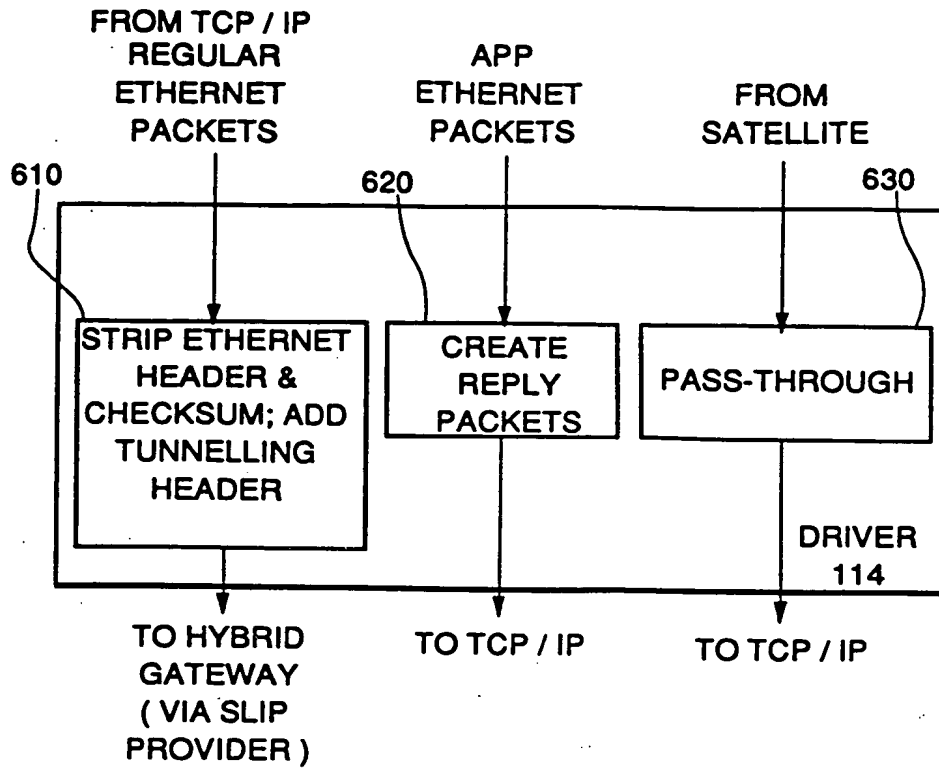 FROM TCP / IP
REGULAR
ETHERNET
PACKETS
APP
ETHERNET
PACKETS
FROM
SATELLITE
610
620
630
STRIP ETHERNET
HEADER &
CHECKSUM; ADD
TUNNELLING
HEADER
CREATE
REPLY
PACKETS
PASS-THROUGH
DRIVER
114
TO HYBRID
GATEWAY
( VIA SLIP
PROVIDER )
TO TCP / IP
TO TCP / IP